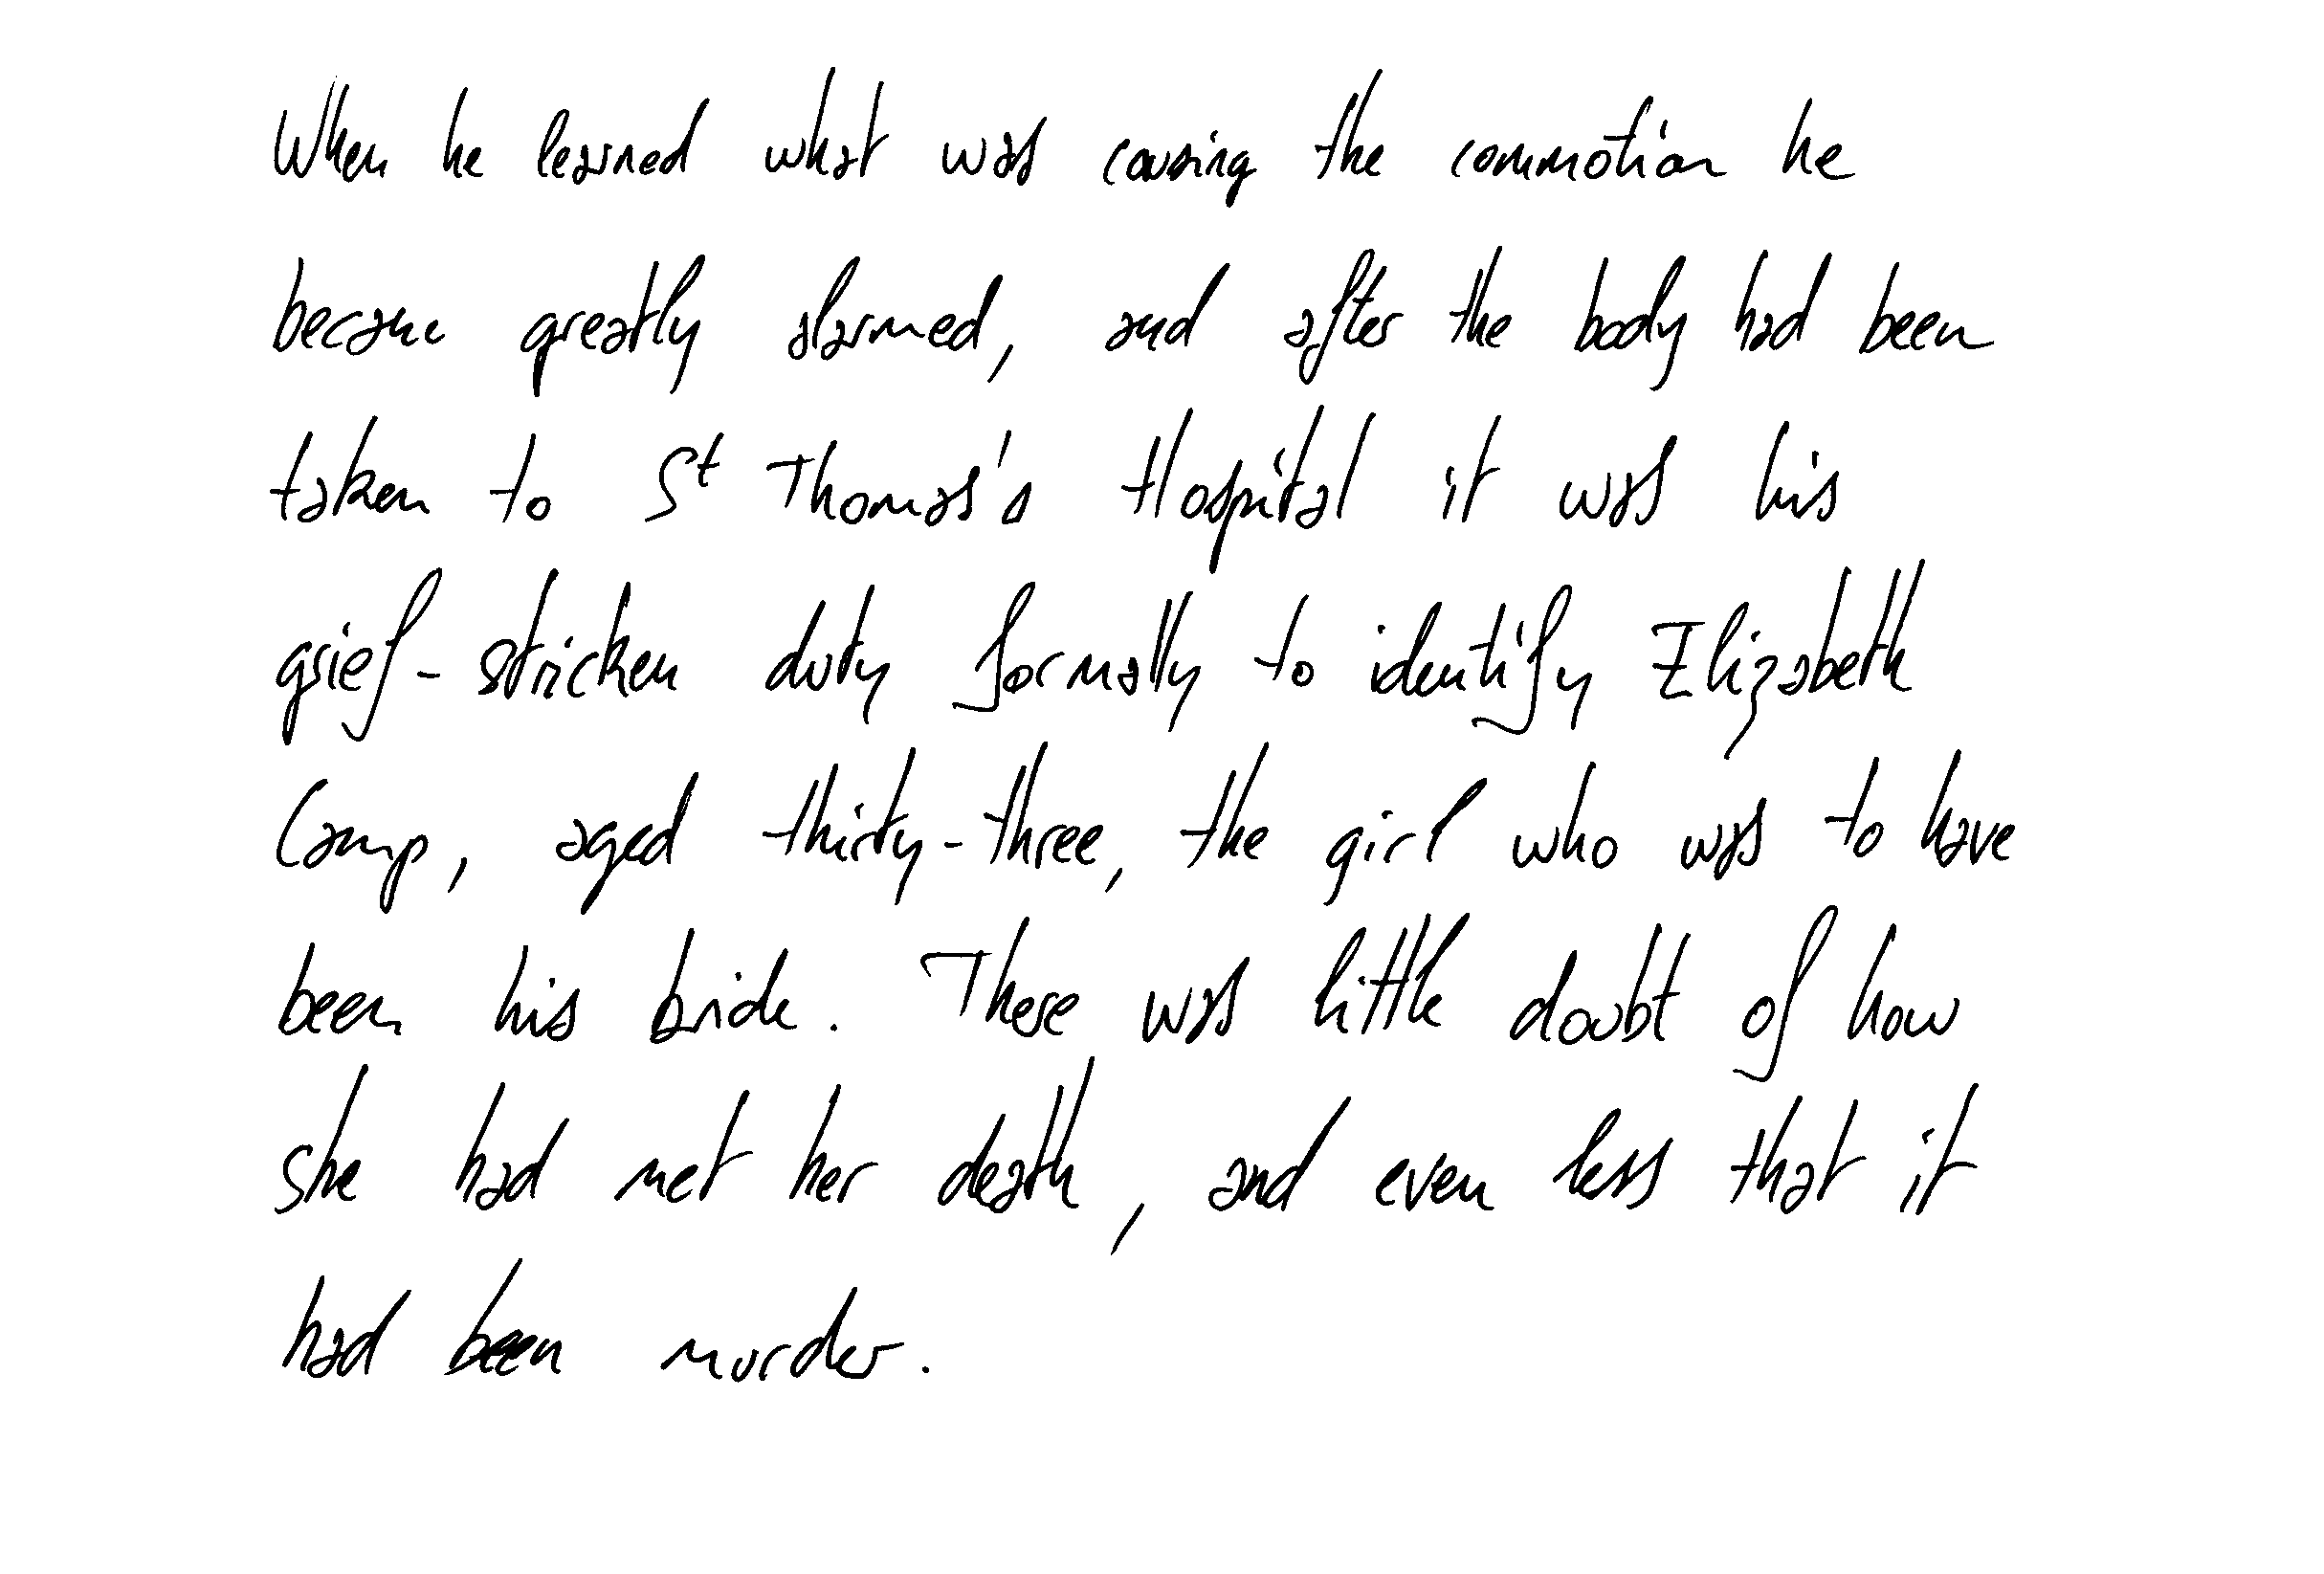 When he learned what was causing the commotion he
became greatly alarmed, and after the body had been
taken to St Thomas's Hospital it was his
grief-stricken duty formally to identify Elizabeth
Camp, aged thirty-three, the girl who was to have
been his bride. There was little doubt of how
she had met her death, and even less that it
had been murder.